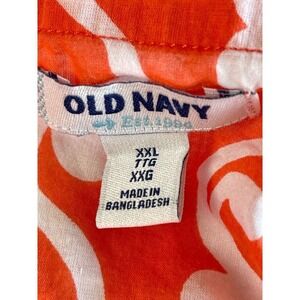 OLD NAVY
Est. 1994
XXL
TTG
XXG
MADE IN
BANGLADESH